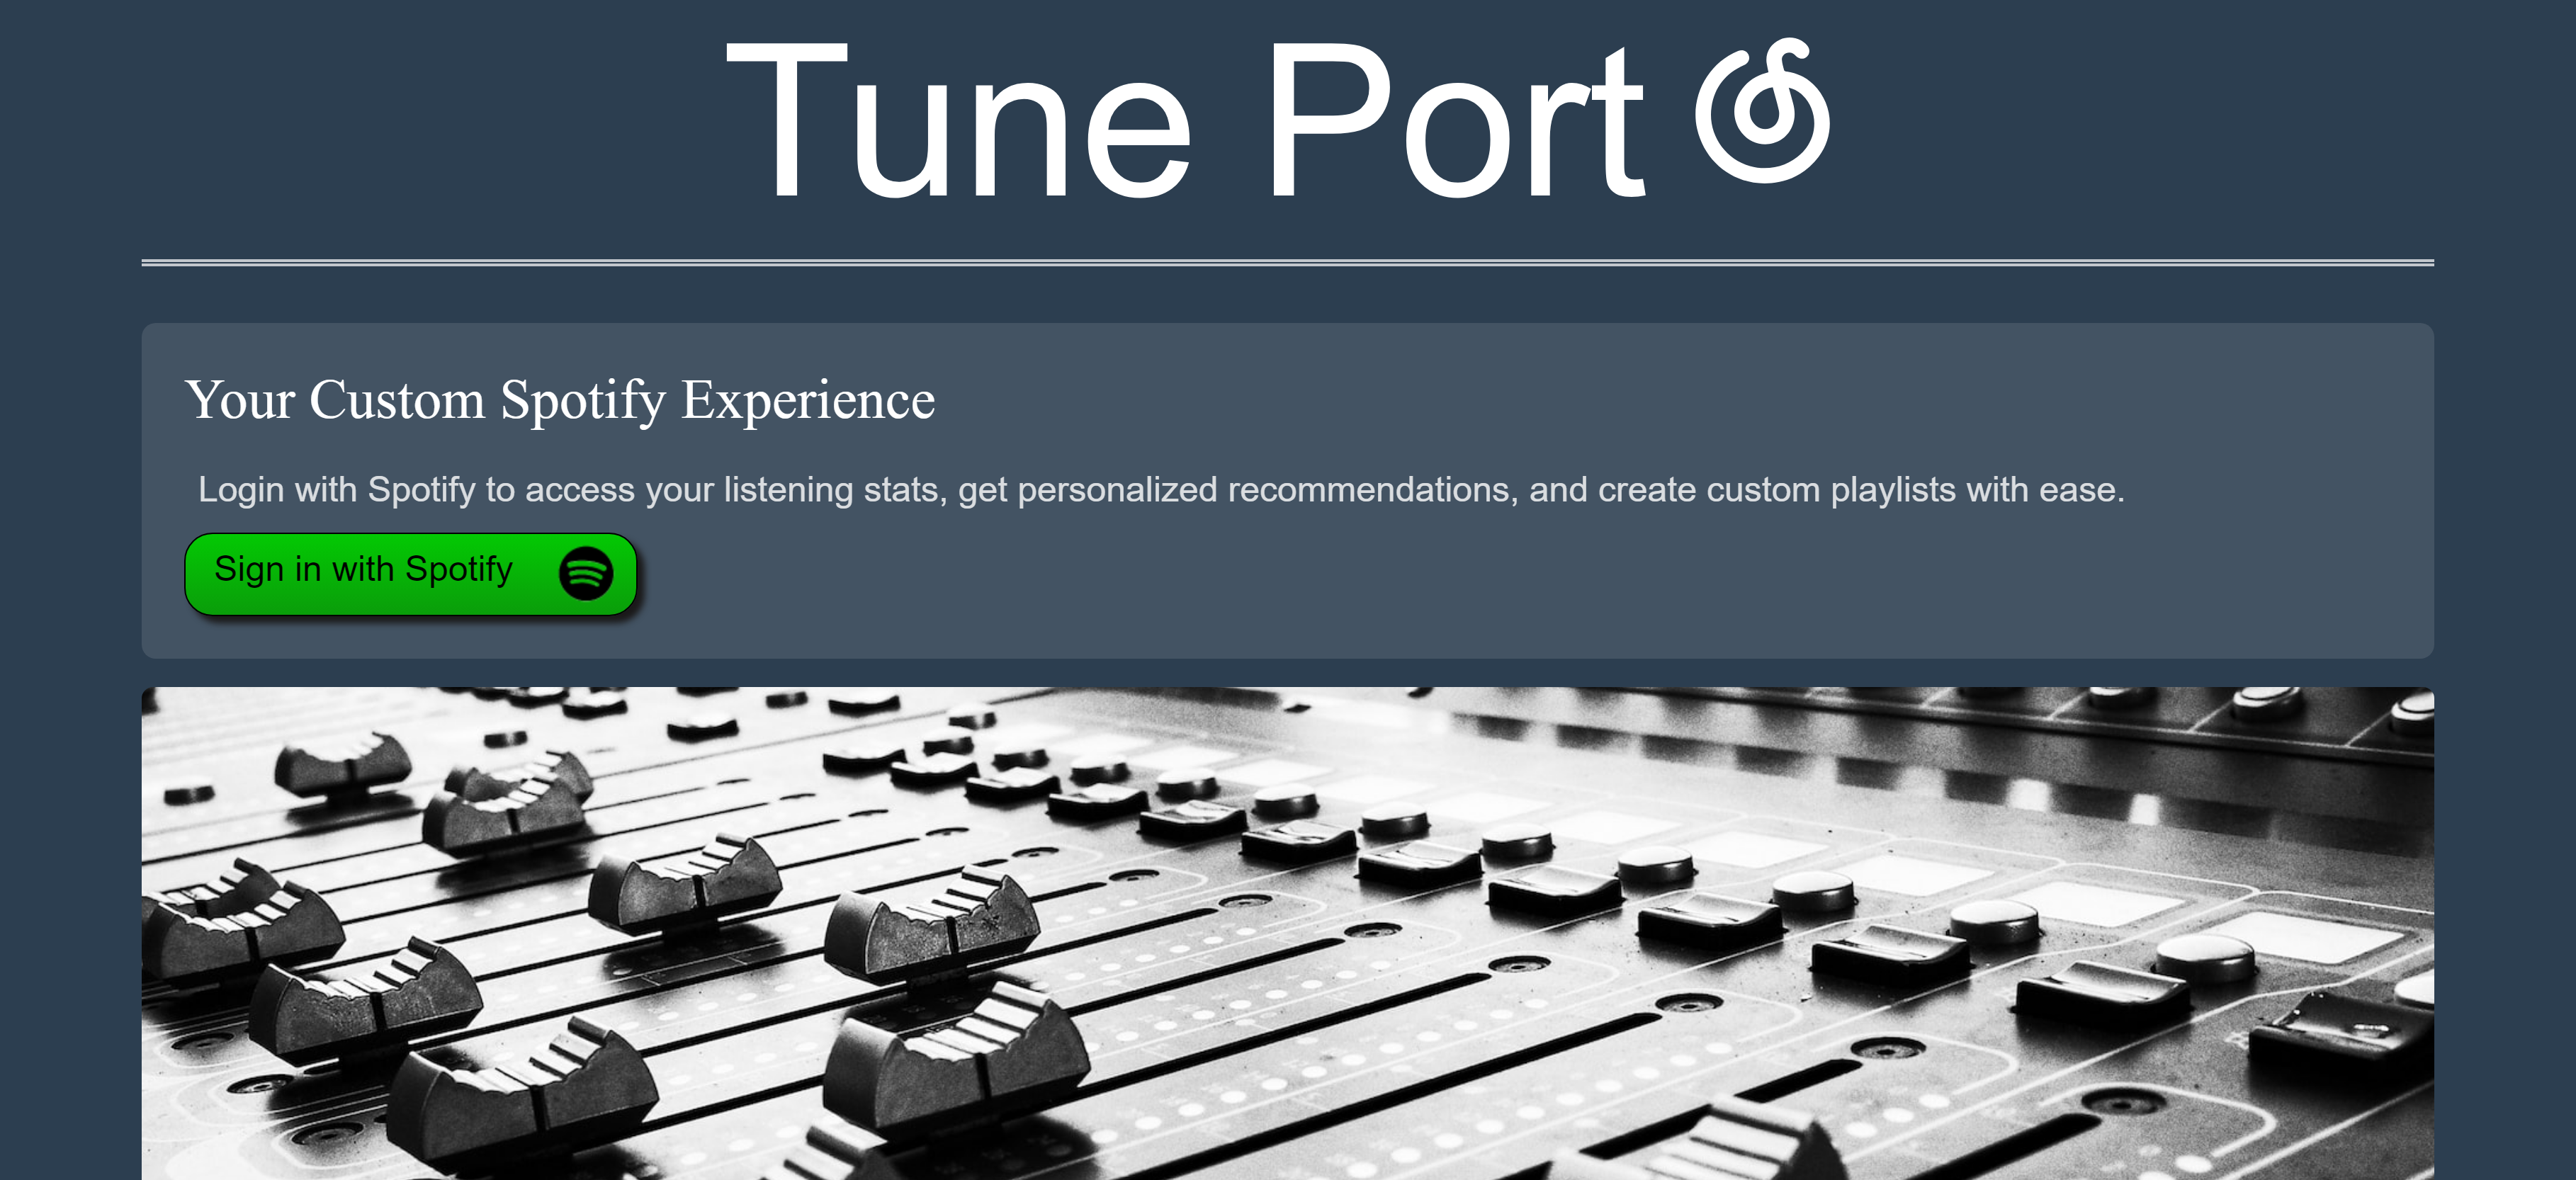 Tune Port
Your Custom Spotify Experience
Login with Spotify to access your listening stats, get personalized recommendations, and create custom playlists with ease.
Sign in with Spotify